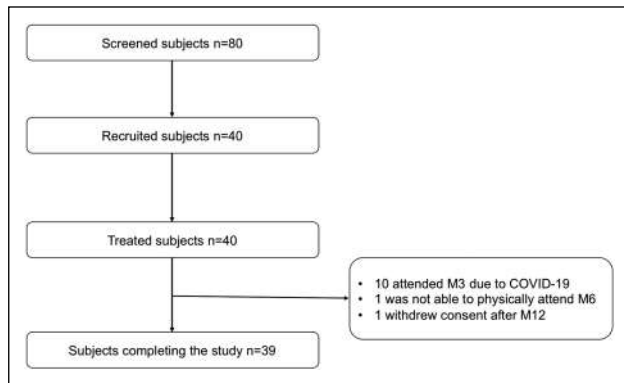 Screened subjects n=80
Recruited subjects n=40
Treated subjects n=40
• 10 attended M3 due to COVID-19
• 1 was not able to physically attend M6
• 1 withdrew consent after M12
Subjects completing the study n=39